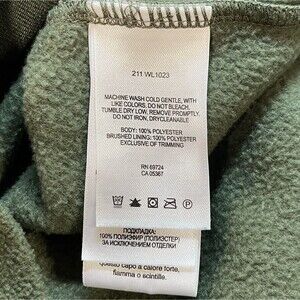 211 WL1023
MACHINE WASH COLD GENTLE, WITH
LIKE COLORS, DO NOT BLEACH,
TUMBLE DRY LOW, REMOVE PROMPTLY,
DO NOT IRON, DRYCLEANABLE
BODY: 100% POLYESTER
BRUSHED LINING: 100% POLYESTER
EXCLUSIVE OF TRIMMING
RN 69724
CA 05367
ПОДКЛАДКА:
100% ПОЛИЭФИР (ПОЛИЭСТЕР)
ЗА ИСКЛЮЧЕНИЕМ ОТДЕЛКИ
questo capo a calore forte,
fiamma o scintille.